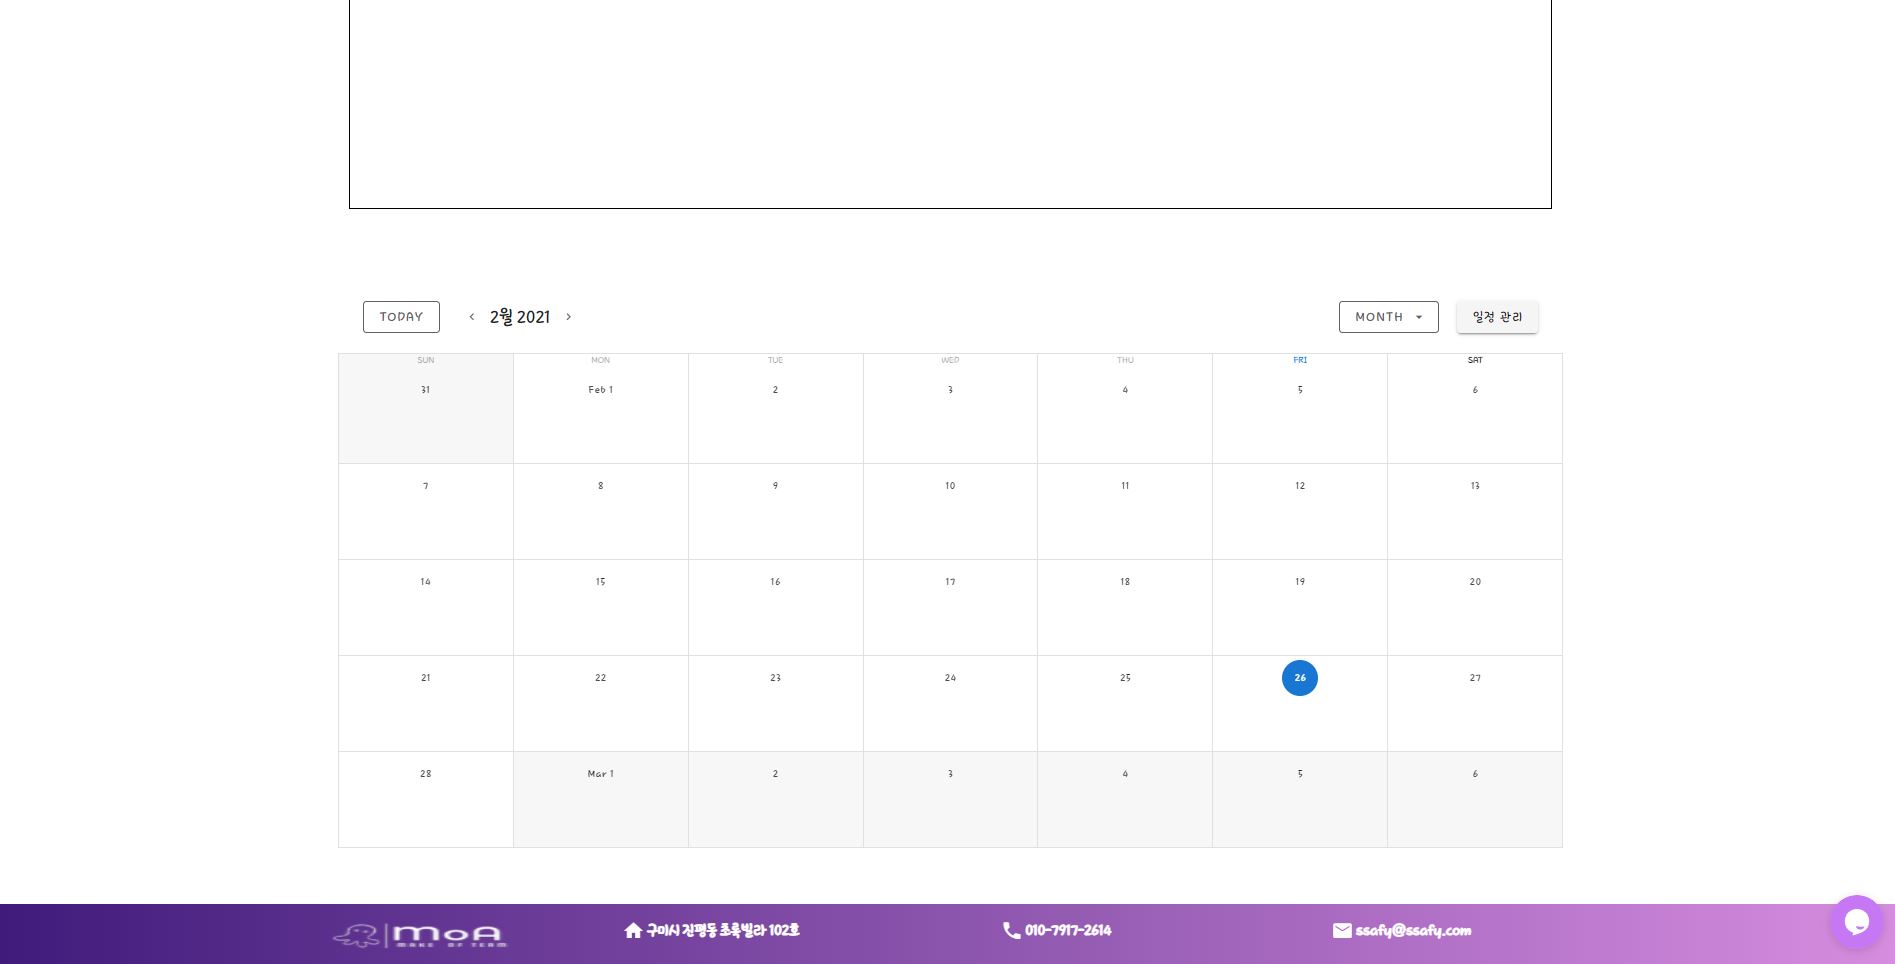 TODAY 2월 2021 MONTH 일정 관리
SUN MON TUE WED THU FRI SAT
31 Feb 1 2 3 4 5 6
7 8 9 10 11 12 13
14 15 16 17 18 19 20
21 22 23 24 25 26 27
28 Mar 1 2 3 4 5 6
moA 구미시 진평동 초록빌라 102호 010-7917-2614 ssafy@ssafy.com
MAKE OF TEAM